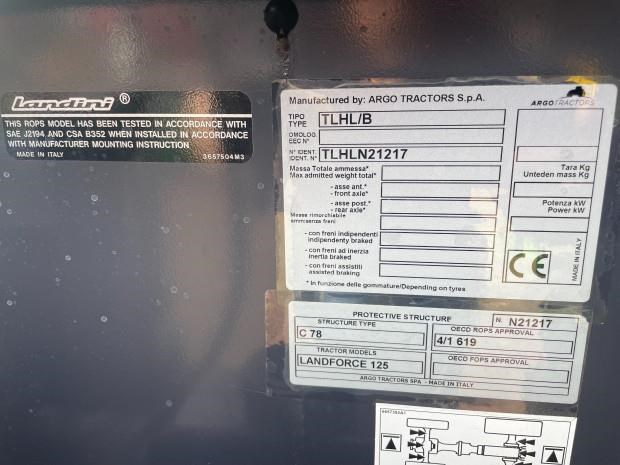 Landini ®
THIS ROPS MODEL HAS BEEN TESTED IN ACCORDANCE WITH
SAE J2194 AND CSA B352 WHEN INSTALLED IN ACCORDANCE
WITH MANUFACTURER MOUNTING INSTRUCTION
MADE IN ITALY 3657504M3
Manufactured by: ARGO TRACTORS S.p.A.
ARGOTRACTORS
TIPO
TYPE TLHL/B
OMOLOG.
EEC N°
N° IDENT.
IDENT. N° TLHLN21217
Massa Totale ammessa*
Max admitted weight total*
- asse ant.*
- front axle*
- asse post.*
- rear axle*
Masse rimorchiabile
ammissenza freni
- con freni indipendenti
indipendenty braked
- con freni ad inerzia
inertia braked
- con freni assistiti
assisted braking
* In funzione delle gommature/Depending on tyres
Tara Kg
Unteden mass Kg
Potenza kW
Power kW
CE
MADE IN ITALY
PROTECTIVE STRUCTURE N. N21217
STRUCTURE TYPE
C 78
OECD ROPS APPROVAL
4/1 619
TRACTOR MODELS
LANDFORCE 125
OECD FOPS APPROVAL
ARGO TRACTORS SPA - MADE IN ITALY